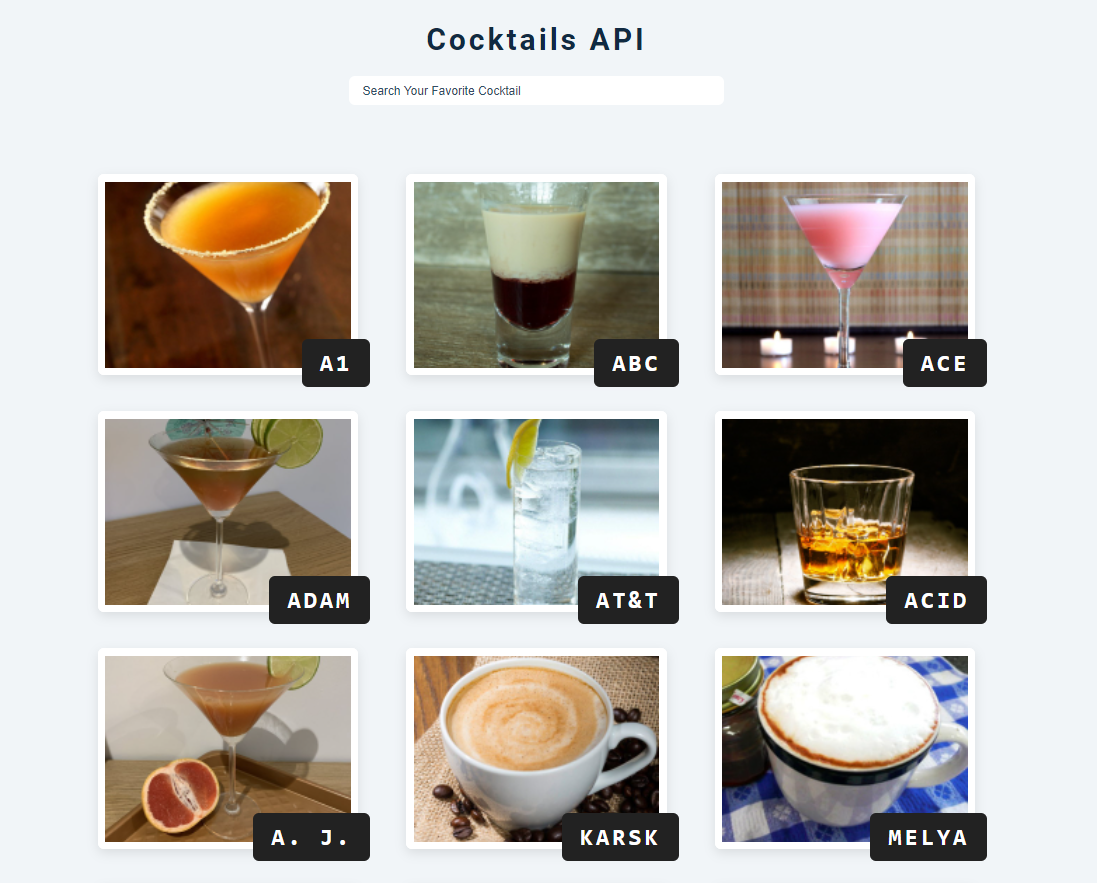 Cocktails API
Search Your Favorite Cocktail
A1
ABC
ACE
ADAM
AT&T
ACID
A. J.
KARSK
MELYA